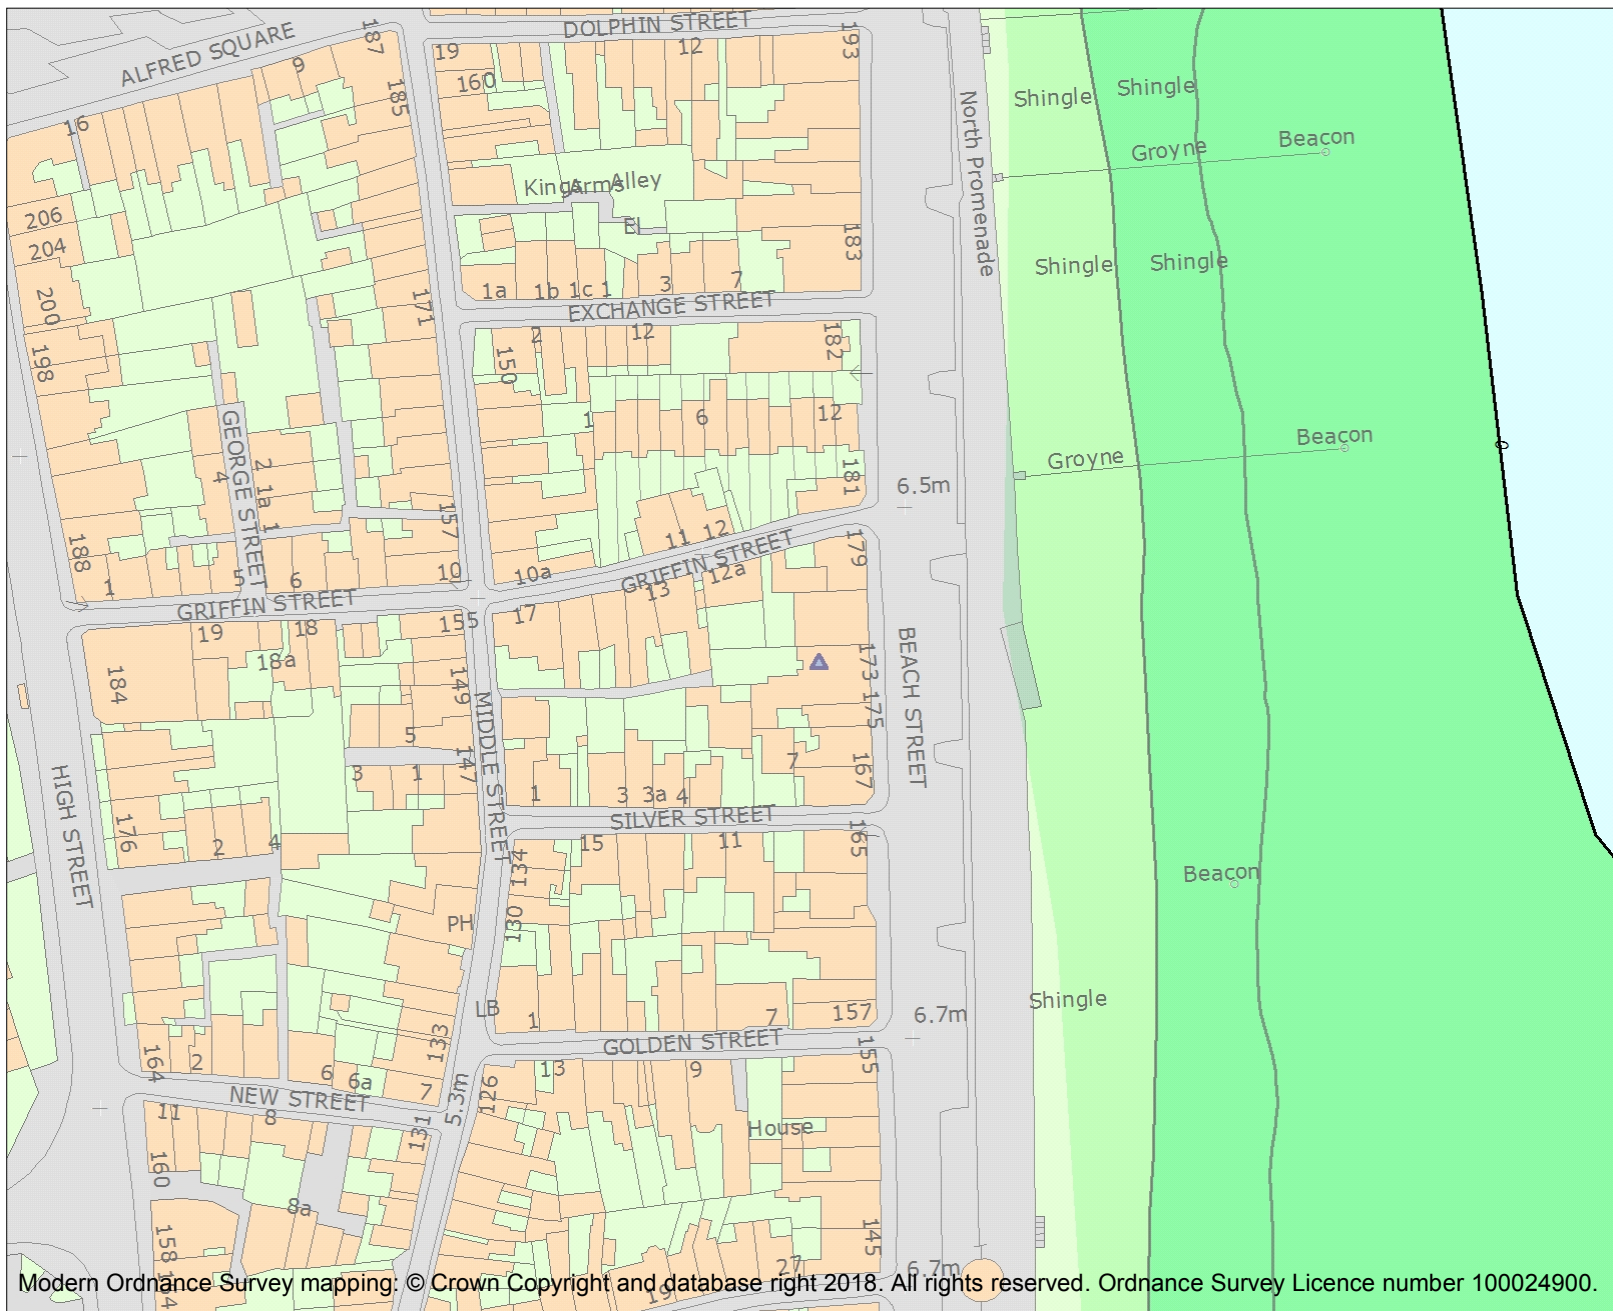 DOLPHIN STREET
ALFRED SQUARE
187
9
19
12
193
160
185
16
Shingle
Shingle
North Promenade
Groyne
Beacon
Kings Arms Alley
El
206
204
183
Shingle
Shingle
200
171
1a
1b
1c
1
3
7
EXCHANGE STREET
2
12
182
198
150
1
6
12
GEORGE STREET
4
2
1a
1
Beacon
Groyne
0
181
6.5m
157
11
12
188
179
1
5
6
10
10a
GRIFFIN STREET
12a
13
GRIFFIN STREET
17
155
19
18
18a
184
149
MIDDLE STREET
173
175
BEACH STREET
5
147
3
1
7
167
1
3
3a
4
HIGH STREET
SILVER STREET
176
2
4
15
11
165
134
Beacon
PH
130
Shingle
LB
1
7
157
6.7m
133
GOLDEN STREET
155
164
2
6
6a
7
13
9
126
5.3m
NEW STREET
11
8
131
House
160
8a
158
145
27
6.7m
19
154
Modern Ordnance Survey mapping: © Crown Copyright and database right 2018. All rights reserved. Ordnance Survey Licence number 100024900.